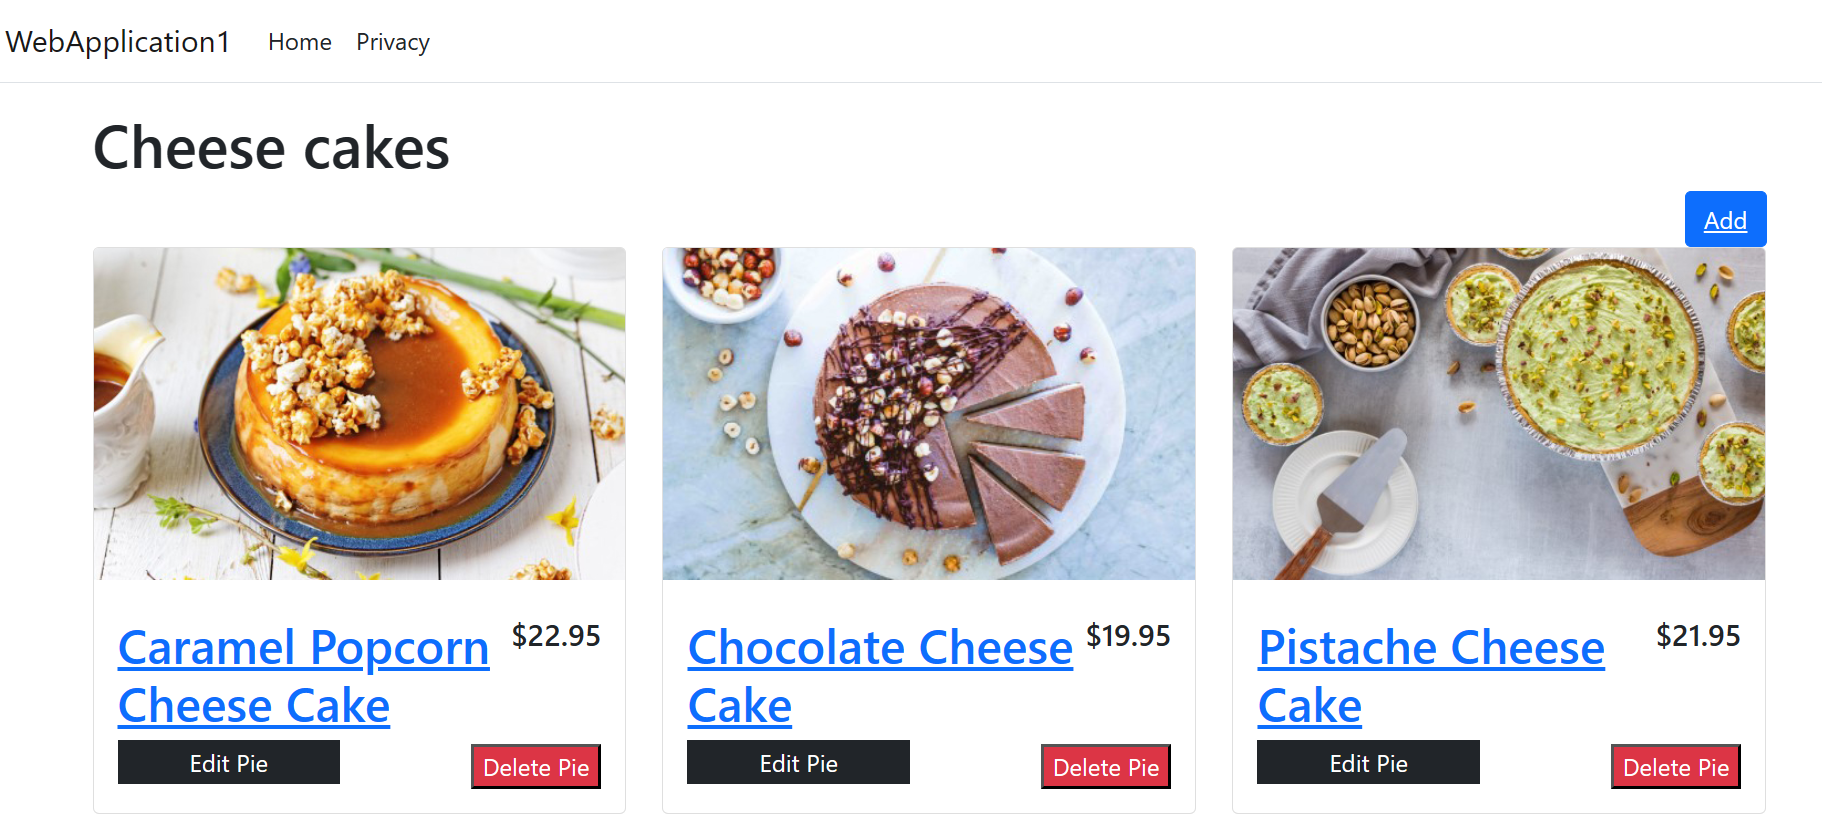 WebApplication1 Home Privacy
Cheese cakes
Add
Caramel Popcorn $22.95
Cheese Cake
Edit Pie Delete Pie
Chocolate Cheese $19.95
Cake
Edit Pie Delete Pie
Pistache Cheese $21.95
Cake
Edit Pie Delete Pie